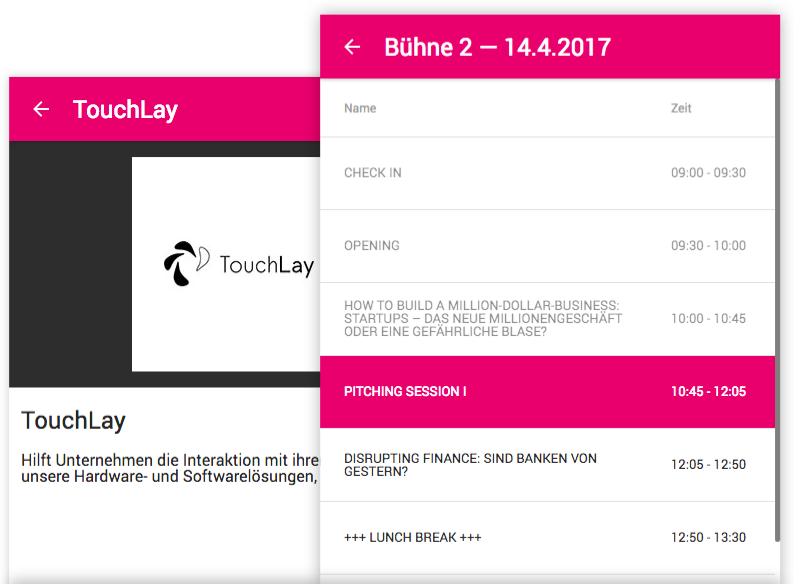 TouchLay
TouchLay
TouchLay
Hilft Unternehmen die Interaktion mit ihre
unsere Hardware- und Softwarelösungen,
Bühne 2 — 14.4.2017
Name Zeit
CHECK IN 09:00 - 09:30
OPENING 09:30 - 10:00
HOW TO BUILD A MILLION-DOLLAR-BUSINESS:
STARTUPS – DAS NEUE MILLIONENGESCHÄFT 10:00 - 10:45
ODER EINE GEFÄHRLICHE BLASE?
PITCHING SESSION I 10:45 - 12:05
DISRUPTING FINANCE: SIND BANKEN VON
GESTERN? 12:05 - 12:50
+++ LUNCH BREAK +++ 12:50 - 13:30